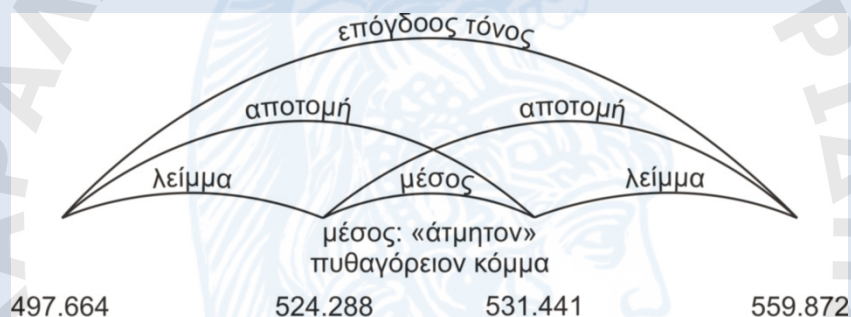 επόγδοος τόνος
αποτομή αποτομή
λείμμα μέσος λείμμα
μέσος: «άτμητον»
πυθαγόρειον κόμμα
497.664 524.288 531.441 559.872